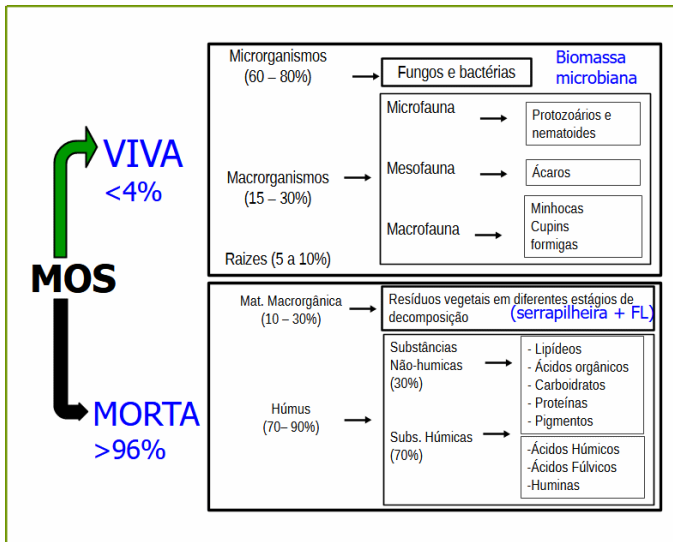 MOS
VIVA
<4%
Microrganismos
(60 – 80%)
Fungos e bactérias
Biomassa
microbiana
Macrorganismos
(15 – 30%)
Microfauna
Protozoários e
nematoides
Mesofauna
Ácaros
Macrofauna
Minhocas
Cupins
formigas
Raizes (5 a 10%)
MORTA
>96%
Mat. Macrorgânica
(10 – 30%)
Resíduos vegetais em diferentes estágios de
decomposição (serrapilheira + FL)
Húmus
(70– 90%)
Substâncias
Não-humicas
(30%)
- Lipídeos
- Ácidos orgânicos
- Carboidratos
- Proteínas
- Pigmentos
Subs. Húmicas
(70%)
-Ácidos Húmicos
-Ácidos Fúlvicos
-Huminas